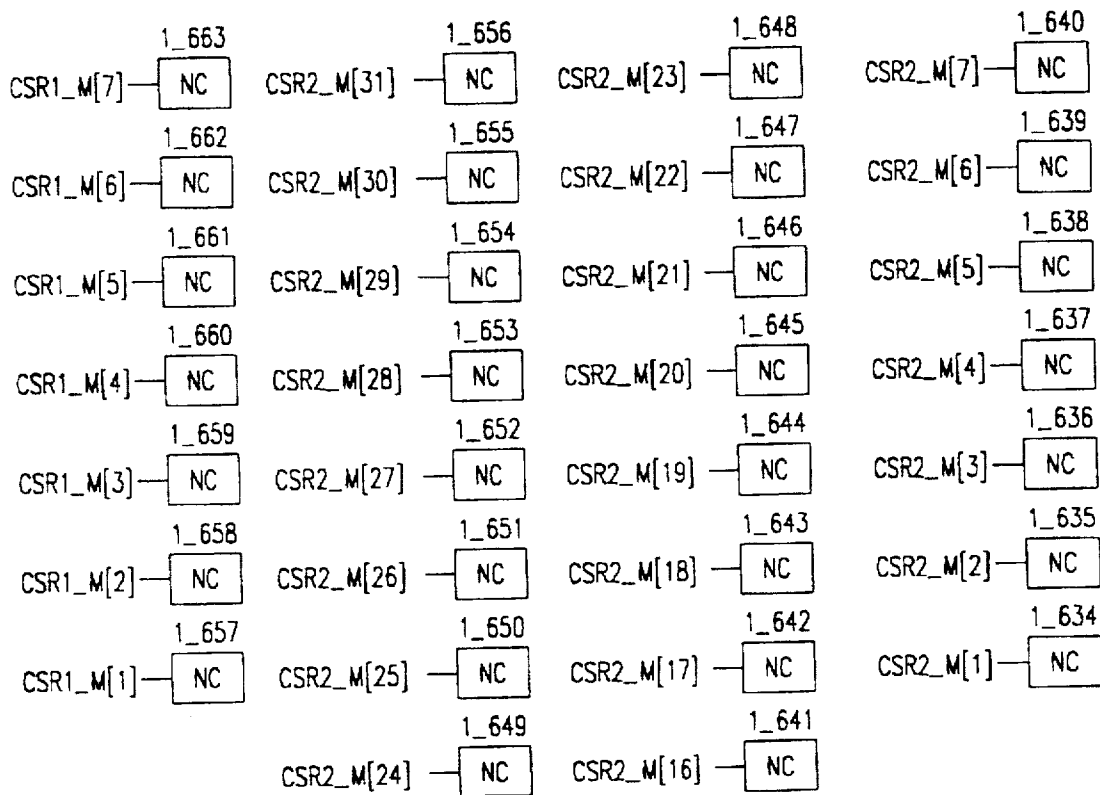 1_663 1_656 1_648 1_640
CSR1_M[7] NC CSR2_M[31] NC CSR2_M[23] NC CSR2_M[7] NC
1_662 1_655 1_647 1_639
CSR1_M[6] NC CSR2_M[30] NC CSR2_M[22] NC CSR2_M[6] NC
1_661 1_654 1_646 1_638
CSR1_M[5] NC CSR2_M[29] NC CSR2_M[21] NC CSR2_M[5] NC
1_660 1_653 1_645 1_637
CSR1_M[4] NC CSR2_M[28] NC CSR2_M[20] NC CSR2_M[4] NC
1_659 1_652 1_644 1_636
CSR1_M[3] NC CSR2_M[27] NC CSR2_M[19] NC CSR2_M[3] NC
1_658 1_651 1_643 1_635
CSR1_M[2] NC CSR2_M[26] NC CSR2_M[18] NC CSR2_M[2] NC
1_657 1_650 1_642 1_634
CSR1_M[1] NC CSR2_M[25] NC CSR2_M[17] NC CSR2_M[1] NC
1_649 1_641
CSR2_M[24] NC CSR2_M[16] NC